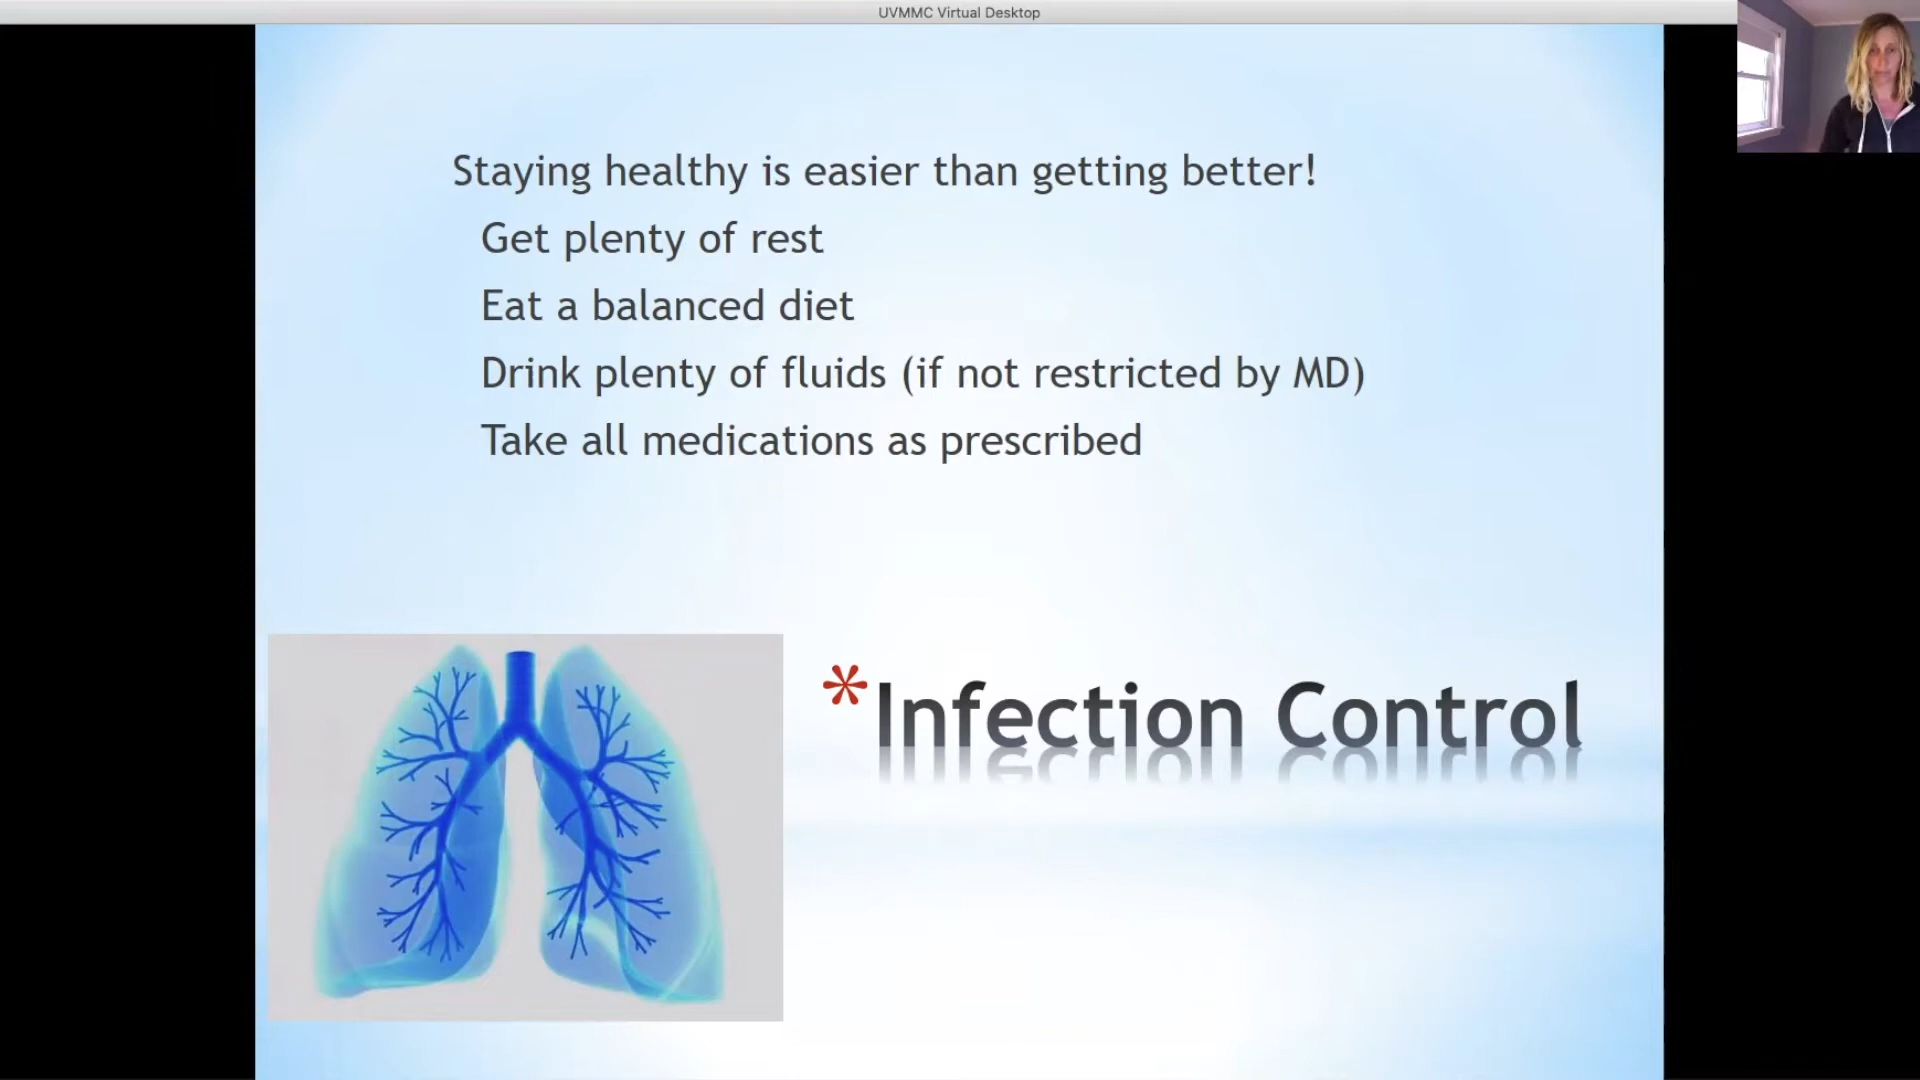 UVMMC Virtual Desktop
Staying healthy is easier than getting better!
Get plenty of rest
Eat a balanced diet
Drink plenty of fluids (if not restricted by MD)
Take all medications as prescribed
*Infection Control